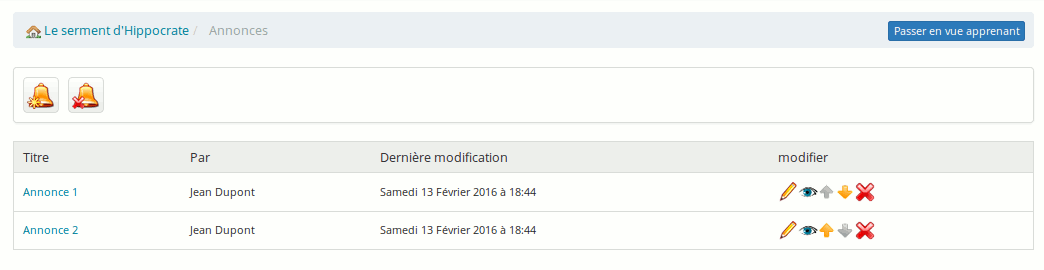 Le serment d'Hippocrate / Annonces Passer en vue apprenant
Titre Par Dernière modification modifier
Annonce 1 Jean Dupont Samedi 13 Février 2016 à 18:44
Annonce 2 Jean Dupont Samedi 13 Février 2016 à 18:44